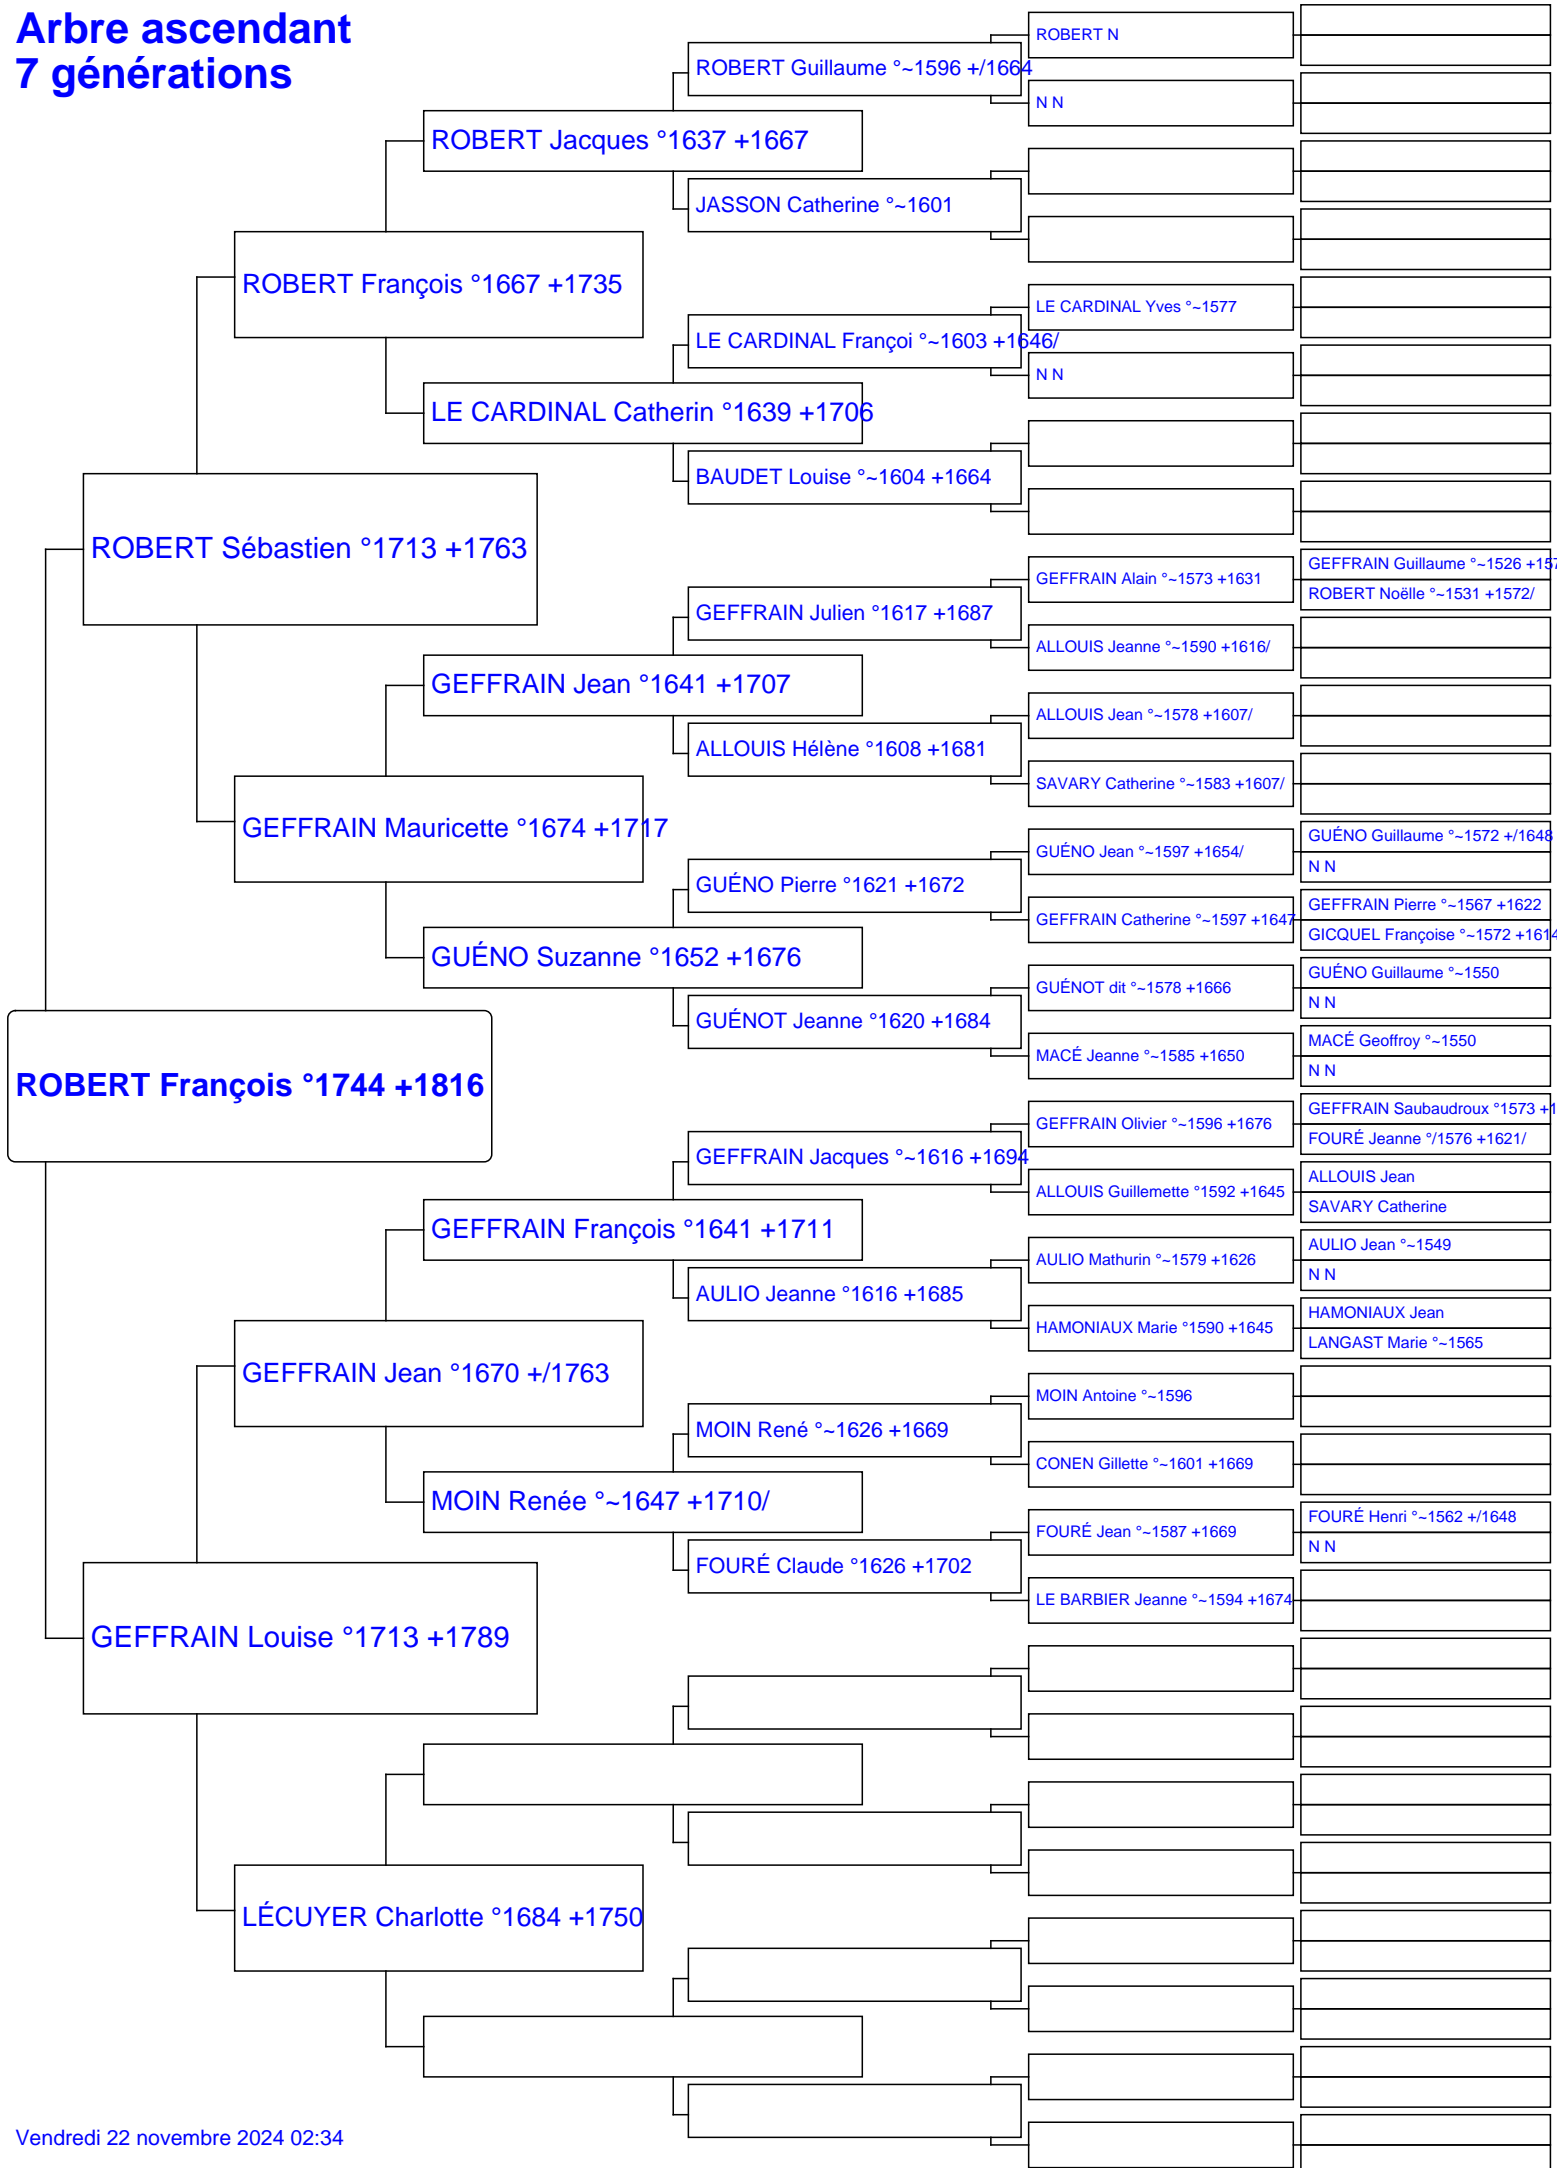 Arbre ascendant
7 générations
ROBERT François °1744 +1816
ROBERT Sébastien °1713 +1763
GEFFRAIN Louise °1713 +1789
ROBERT François °1667 +1735
GEFFRAIN Mauricette °1674 +1717
GEFFRAIN Jean °1670 +/1763
LÉCUYER Charlotte °1684 +1750
ROBERT Jacques °1637 +1667
LE CARDINAL Catherin °1639 +1706
GEFFRAIN Jean °1641 +1707
GUÉNO Suzanne °1652 +1676
GEFFRAIN François °1641 +1711
MOIN Renée °~1647 +1710/
ROBERT Guillaume °~1596 +/1664
JASSON Catherine °~1601
LE CARDINAL Françoi °~1603 +1646/
BAUDET Louise °~1604 +1664
GEFFRAIN Julien °1617 +1687
ALLOUIS Hélène °1608 +1681
GUÉNO Pierre °1621 +1672
GUÉNOT Jeanne °1620 +1684
GEFFRAIN Jacques °~1616 +1694
AULIO Jeanne °1616 +1685
MOIN René °~1626 +1669
FOURÉ Claude °1626 +1702
ROBERT N
N N
LE CARDINAL Yves °~1577
N N
GEFFRAIN Alain °~1573 +1631
ALLOUIS Jeanne °~1590 +1616/
ALLOUIS Jean °~1578 +1607/
SAVARY Catherine °~1583 +1607/
GUÉNO Jean °~1597 +1654/
GEFFRAIN Catherine °~1597 +1647
GUÉNOT dit °~1578 +1666
MACÉ Jeanne °~1585 +1650
GEFFRAIN Olivier °~1596 +1676
ALLOUIS Guillemette °1592 +1645
AULIO Mathurin °~1579 +1626
HAMONIAUX Marie °1590 +1645
MOIN Antoine °~1596
CONEN Gillette °~1601 +1669
FOURÉ Jean °~1587 +1669
LE BARBIER Jeanne °~1594 +1674
GEFFRAIN Guillaume °~1526 +157
ROBERT Noëlle °~1531 +1572/
GUÉNO Guillaume °~1572 +/1648
N N
GEFFRAIN Pierre °~1567 +1622
GICQUEL Françoise °~1572 +1614
GUÉNO Guillaume °~1550
N N
MACÉ Geoffroy °~1550
N N
GEFFRAIN Saubaudroux °1573 +1
FOURÉ Jeanne °/1576 +1621/
ALLOUIS Jean
SAVARY Catherine
AULIO Jean °~1549
N N
HAMONIAUX Jean
LANGAST Marie °~1565
FOURÉ Henri °~1562 +/1648
N N
Vendredi 22 novembre 2024 02:34